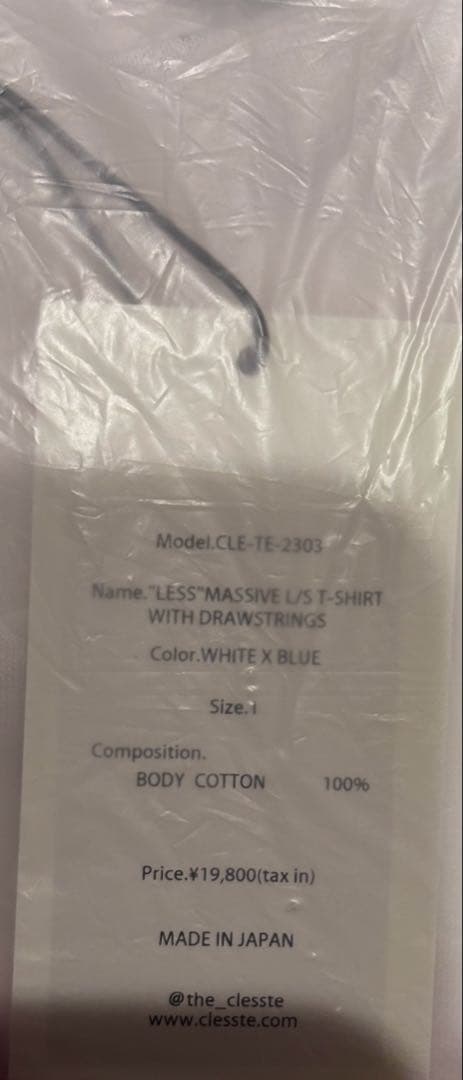 Model.CLE-TE-2303
Name."LESS"MASSIVE L/S T-SHIRT
WITH DRAWSTRINGS
Color.WHITE X BLUE
Size.1
Composition.
BODY COTTON 100%
Price.¥19,800(tax in)
MADE IN JAPAN
@the_clesste
www.clesste.com